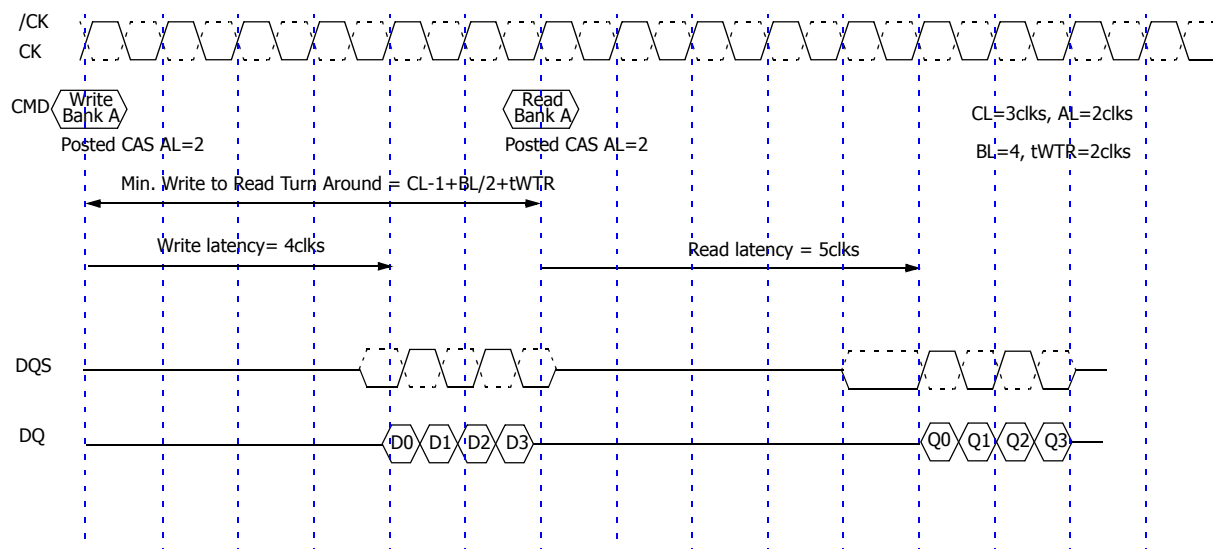 /CK
CK
CMD
Write
Bank A
Read
Bank A
CL=3clks, AL=2clks
Posted CAS AL=2
Posted CAS AL=2
BL=4, tWTR=2clks
Min. Write to Read Turn Around = CL-1+BL/2+tWTR
Write latency= 4clks
Read latency = 5clks
DQS
DQ
D0
D1
D2
D3
Q0
Q1
Q2
Q3